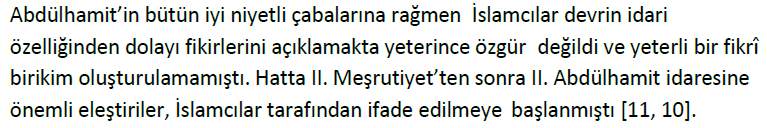 Abdülhamit’in bütün iyi niyetli çabalarına rağmen İslamcılar devrin idari
özelliğinden dolayı fikirlerini açıklamakta yeterince özgür değildi ve yeterli bir fikrî
birikim oluşturulamamıştı. Hatta II. Meşrutiyet’ten sonra II. Abdülhamit idaresine
önemli eleştiriler, İslamcılar tarafından ifade edilmeye başlanmıştı [11, 10].